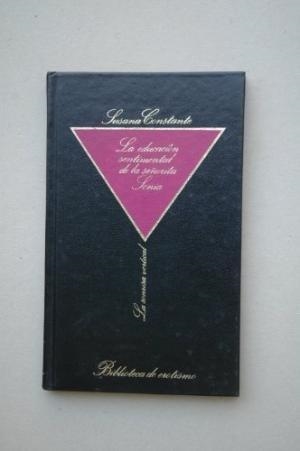 Susana Constante
La educación
sentimental
de la señorita
Sonia
La sonrisa vertical
Biblioteca de erotismo